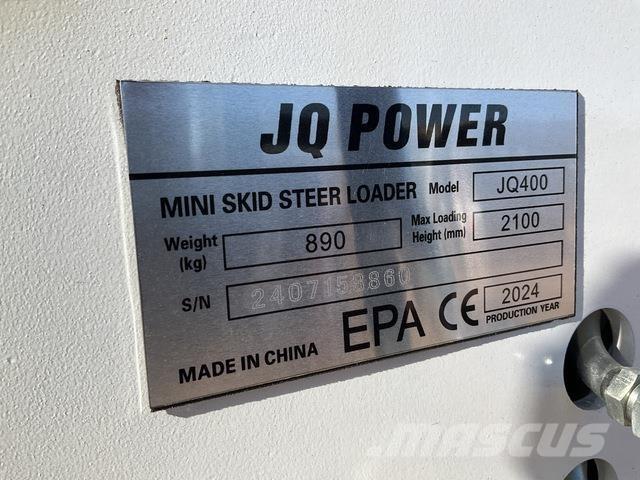 JQ POWER
MINI SKID STEER LOADER Model JQ400
Weight (kg) 890 Max Loading Height (mm) 2100
S/N 2407158860
EPA CE 2024
PRODUCTION YEAR
MADE IN CHINA
MASCUS